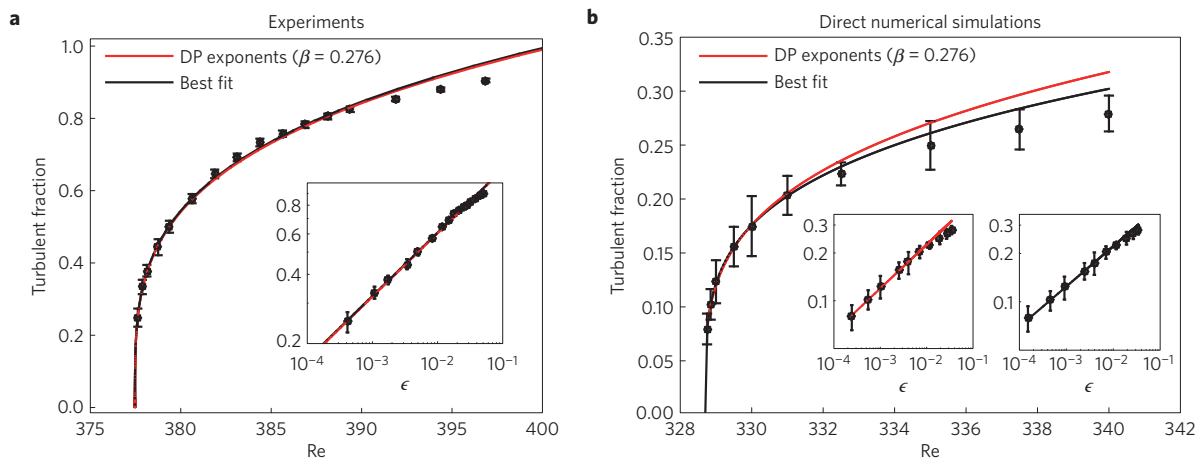 a
Experiments
1.0
0.8
0.6
0.4
0.2
0.0
Turbulent fraction
DP exponents (β = 0.276)
Best fit
0.8
0.6
0.4
0.2
10⁻⁴ 10⁻³ 10⁻² 10⁻¹
ϵ
375 380 385 390 395 400
Re
b
Direct numerical simulations
0.35
0.30
0.25
0.20
0.15
0.10
0.05
0.00
Turbulent fraction
DP exponents (β = 0.276)
Best fit
0.3
0.2
0.1
10⁻⁴ 10⁻³ 10⁻² 10⁻¹
ϵ
0.3
0.2
0.1
10⁻⁴ 10⁻³ 10⁻² 10⁻¹
ϵ
328 330 332 334 336 338 340 342
Re